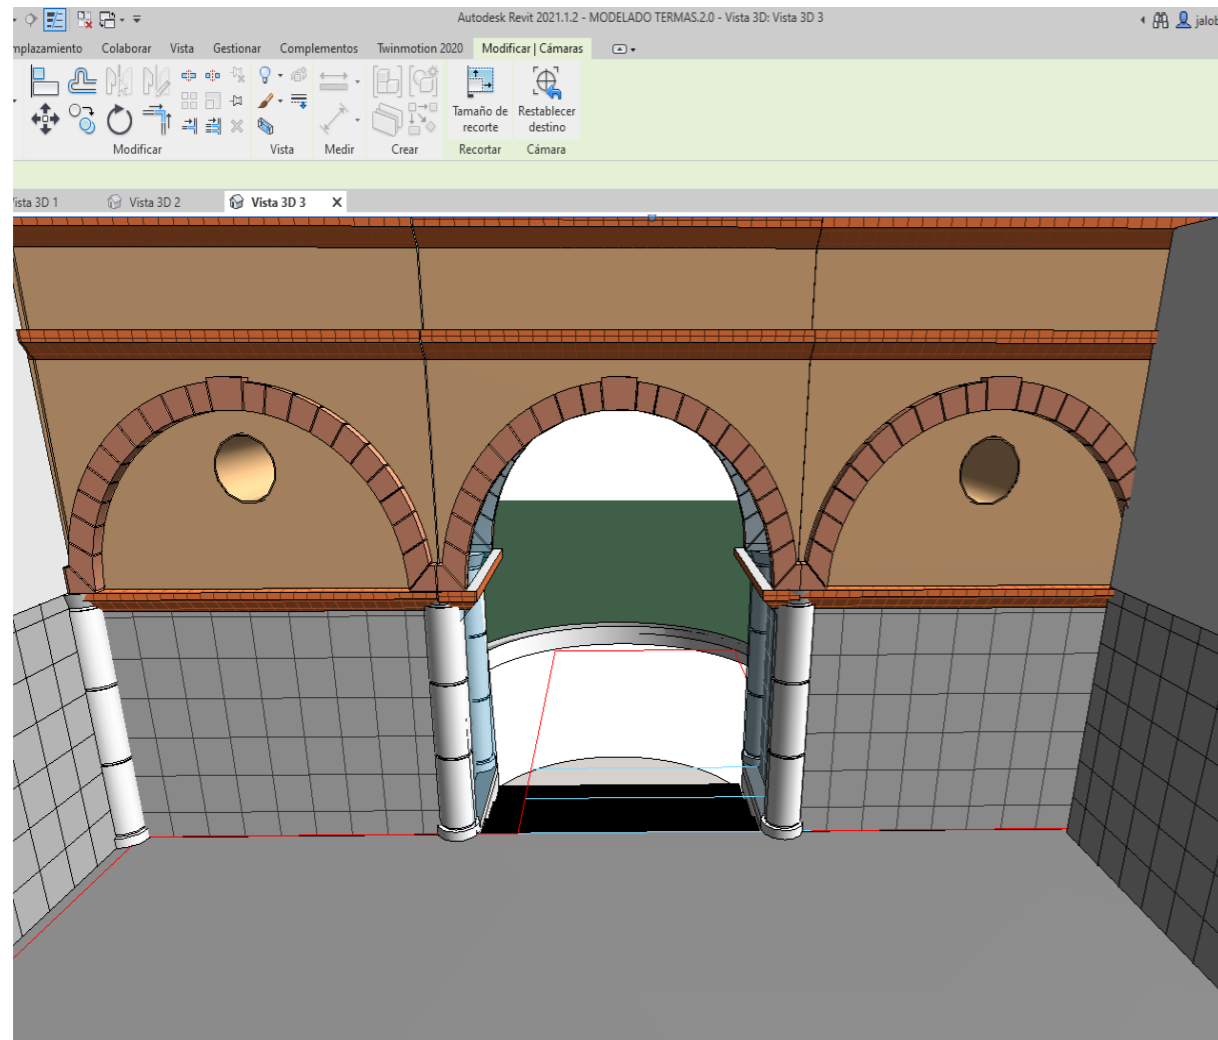 Autodesk Revit 2021.1.2 - MODELADO TERMAS.2.0 - Vista 3D: Vista 3D 3
Colaborar Vista Gestionar Complementos Twinmotion 2020 Modificar | Cámaras
Tamaño de recorte
Restablecer destino
Modificar Vista Medir Crear Recortar Cámara
3D 1 Vista 3D 2 Vista 3D 3 X